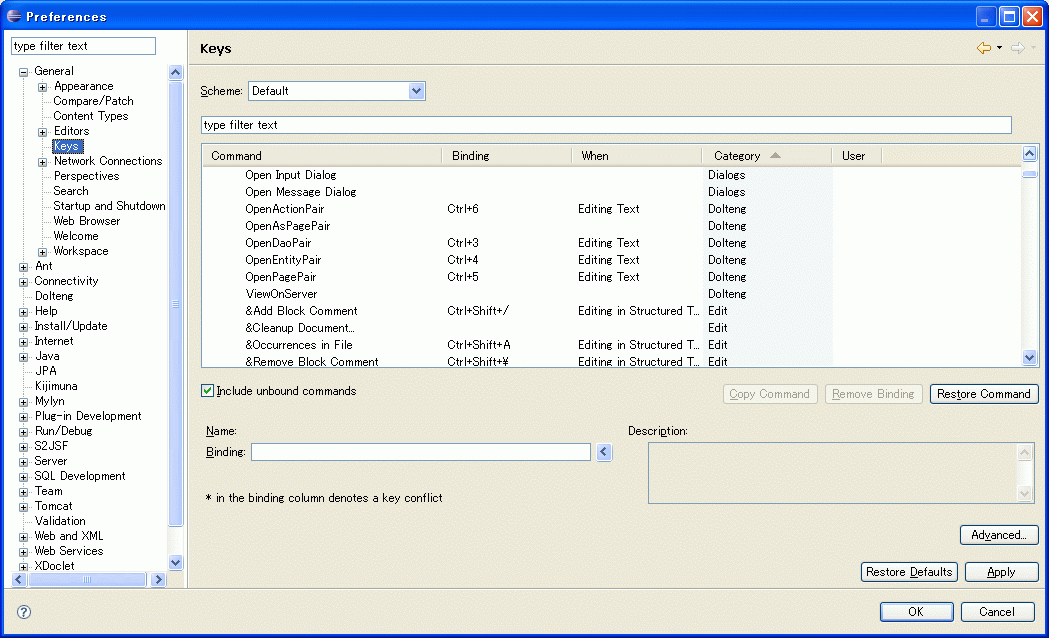 Preferences
type filter text
General
Appearance
Compare/Patch
Content Types
Editors
Keys
Network Connections
Perspectives
Search
Startup and Shutdown
Web Browser
Welcome
Workspace
Ant
Connectivity
Dolteng
Help
Install/Update
Internet
Java
JPA
Kijimuna
Mylyn
Plug-in Development
Run/Debug
S2JSF
Server
SQL Development
Team
Tomcat
Validation
Web and XML
Web Services
XDoclet
Keys
Scheme: Default
type filter text
Command Binding When Category User
Open Input Dialog Dialogs
Open Message Dialog Dialogs
OpenActionPair Ctrl+6 Editing Text Dolteng
OpenAsPagePair Dolteng
OpenDaoPair Ctrl+3 Editing Text Dolteng
OpenEntityPair Ctrl+4 Editing Text Dolteng
OpenPagePair Ctrl+5 Editing Text Dolteng
ViewOnServer Dolteng
&Add Block Comment Ctrl+Shift+/ Editing in Structured T... Edit
&Cleanup Document... Edit
&Occurrences in File Ctrl+Shift+A Editing in Structured T... Edit
&Remove Block Comment Ctrl+Shift+¥ Editing in Structured T... Edit
Include unbound commands
Copy Command Remove Binding Restore Command
Name: Description:
Binding:
* in the binding column denotes a key conflict
Advanced...
Restore Defaults Apply
OK Cancel